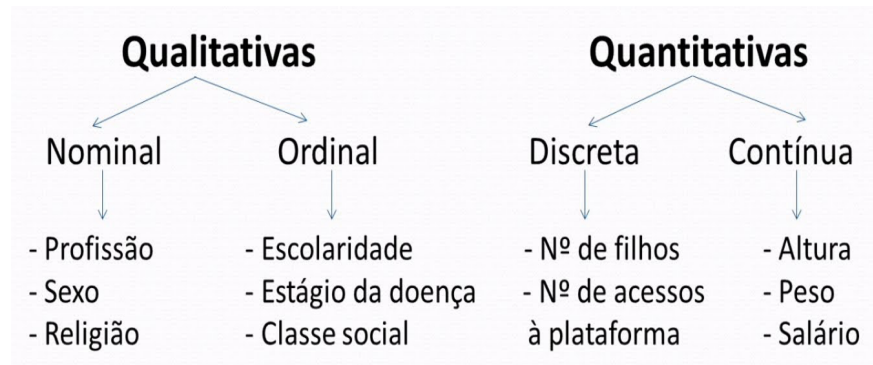 Qualitativas
Nominal
- Profissão
- Sexo
- Religião
Ordinal
- Escolaridade
- Estágio da doença
- Classe social
Quantitativas
Discreta
- Nº de filhos
- Nº de acessos
à plataforma
Contínua
- Altura
- Peso
- Salário